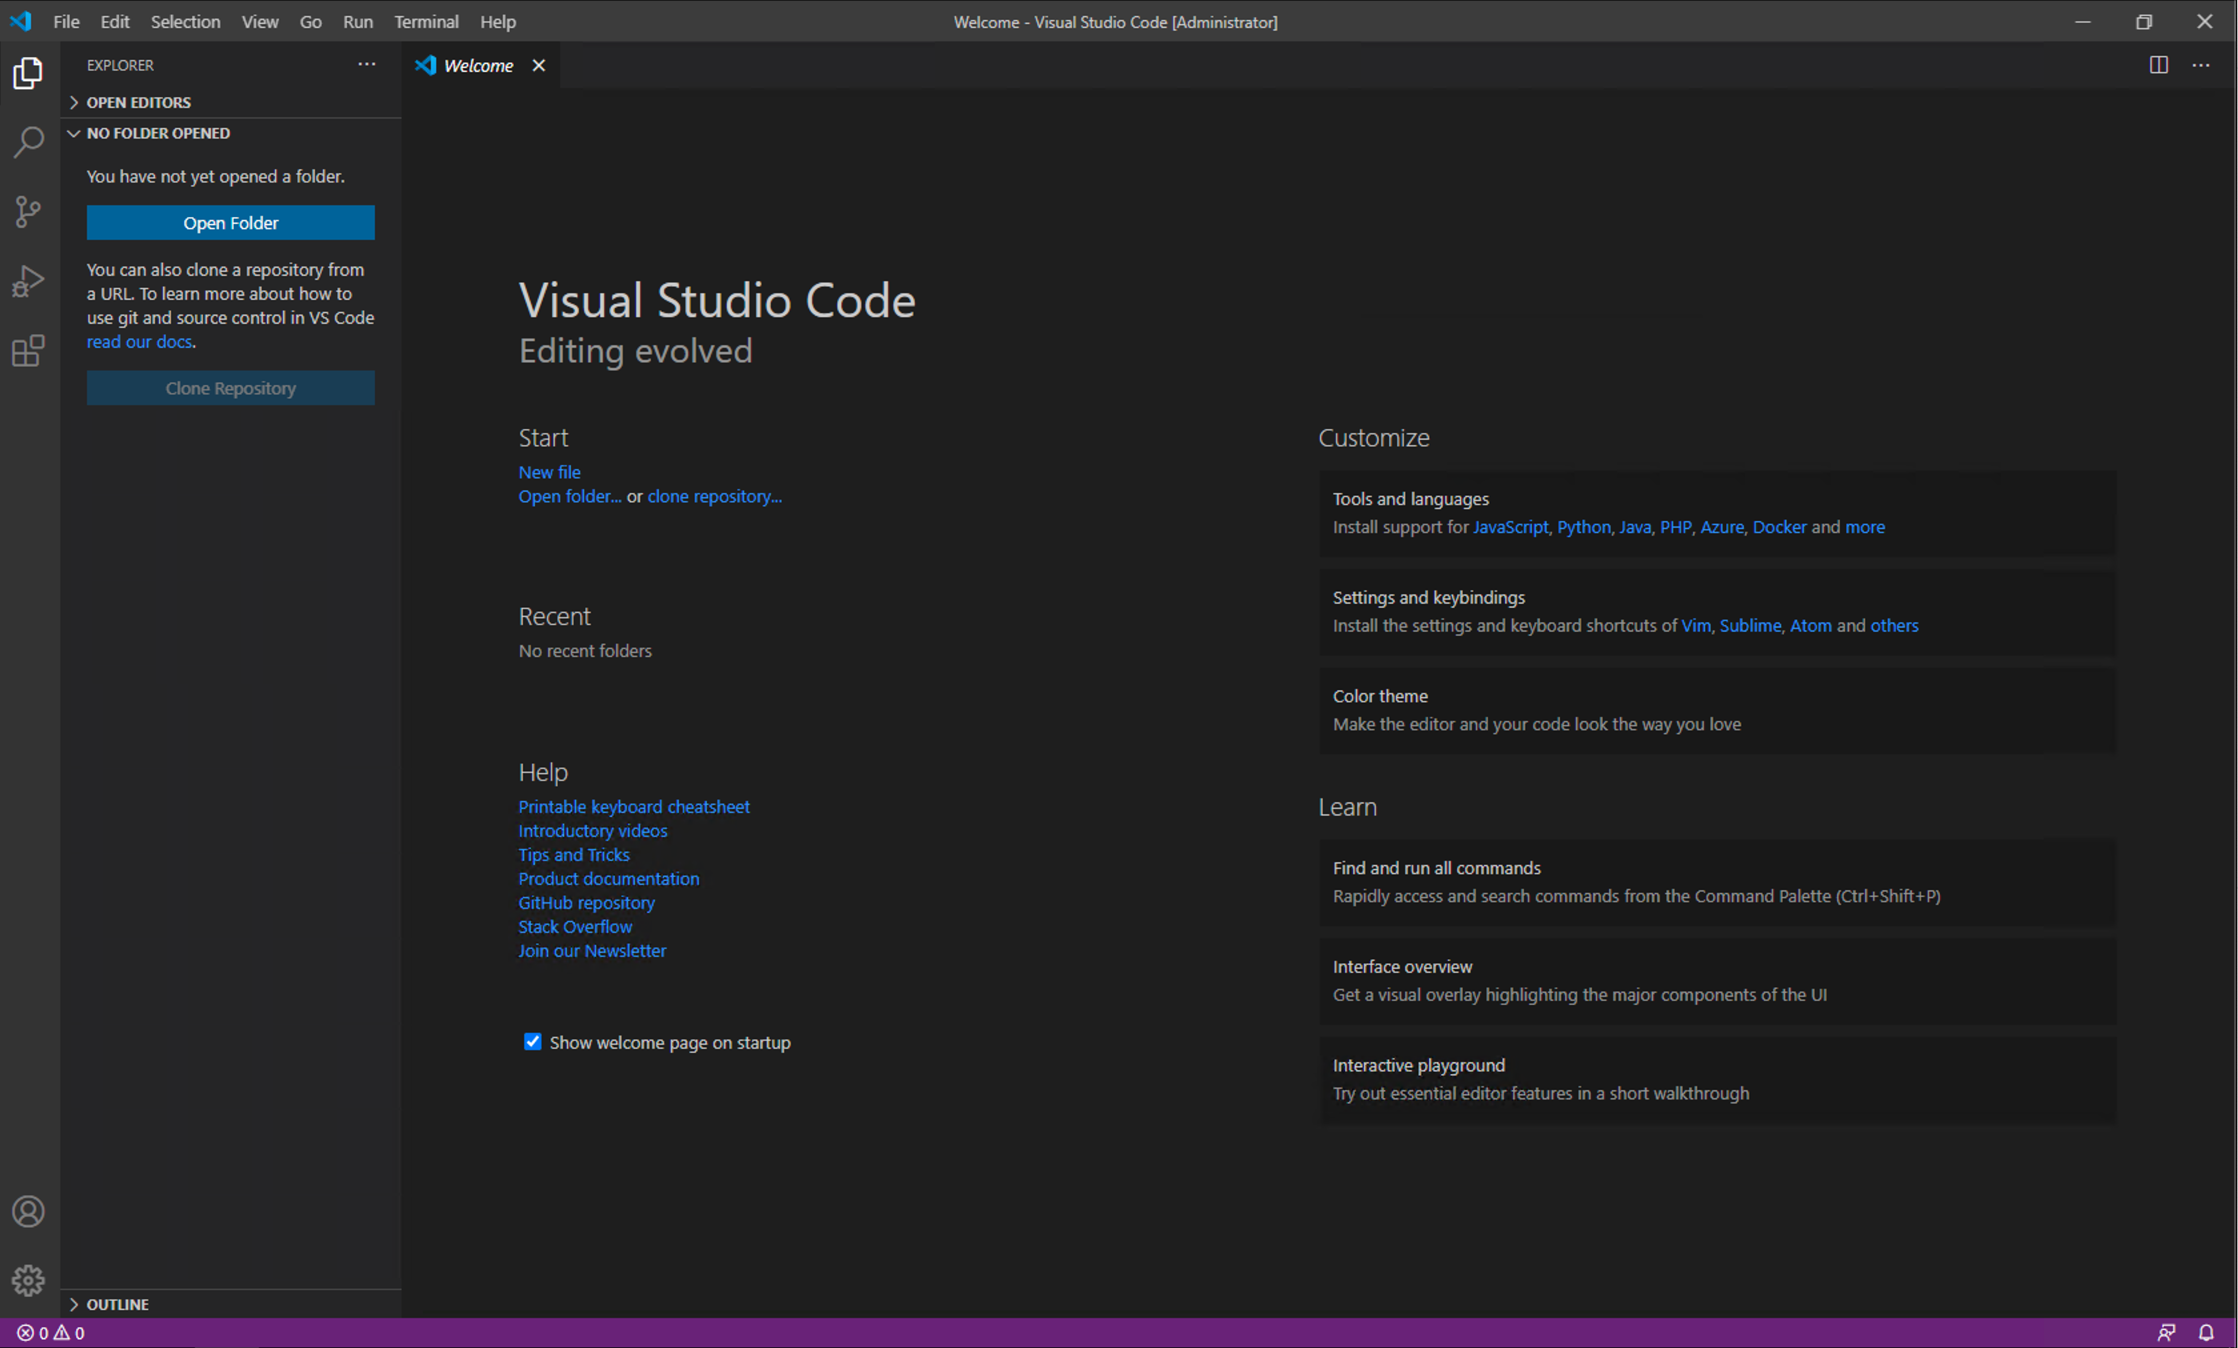 File Edit Selection View Go Run Terminal Help
Welcome - Visual Studio Code [Administrator]
EXPLORER
OPEN EDITORS
NO FOLDER OPENED
You have not yet opened a folder.
Open Folder
You can also clone a repository from
a URL. To learn more about how to
use git and source control in VS Code
read our docs.
Clone Repository
OUTLINE
Welcome
Visual Studio Code
Editing evolved
Start
New file
Open folder... or clone repository...
Recent
No recent folders
Help
Printable keyboard cheatsheet
Introductory videos
Tips and Tricks
Product documentation
GitHub repository
Stack Overflow
Join our Newsletter
Show welcome page on startup
Customize
Tools and languages
Install support for JavaScript, Python, Java, PHP, Azure, Docker and more
Settings and keybindings
Install the settings and keyboard shortcuts of Vim, Sublime, Atom and others
Color theme
Make the editor and your code look the way you love
Learn
Find and run all commands
Rapidly access and search commands from the Command Palette (Ctrl+Shift+P)
Interface overview
Get a visual overlay highlighting the major components of the UI
Interactive playground
Try out essential editor features in a short walkthrough
0 0